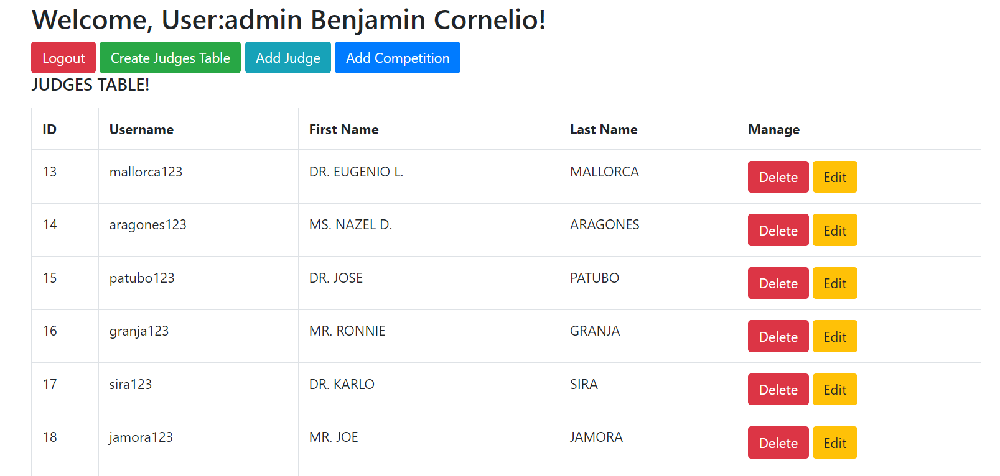 Welcome, User:admin Benjamin Cornelio!
Logout Create Judges Table Add Judge Add Competition
JUDGES TABLE!
ID Username First Name Last Name Manage
13 mallorca123 DR. EUGENIO L. MALLORCA Delete Edit
14 aragones123 MS. NAZEL D. ARAGONES Delete Edit
15 patubo123 DR. JOSE PATUBO Delete Edit
16 granja123 MR. RONNIE GRANJA Delete Edit
17 sira123 DR. KARLO SIRA Delete Edit
18 jamora123 MR. JOE JAMORA Delete Edit